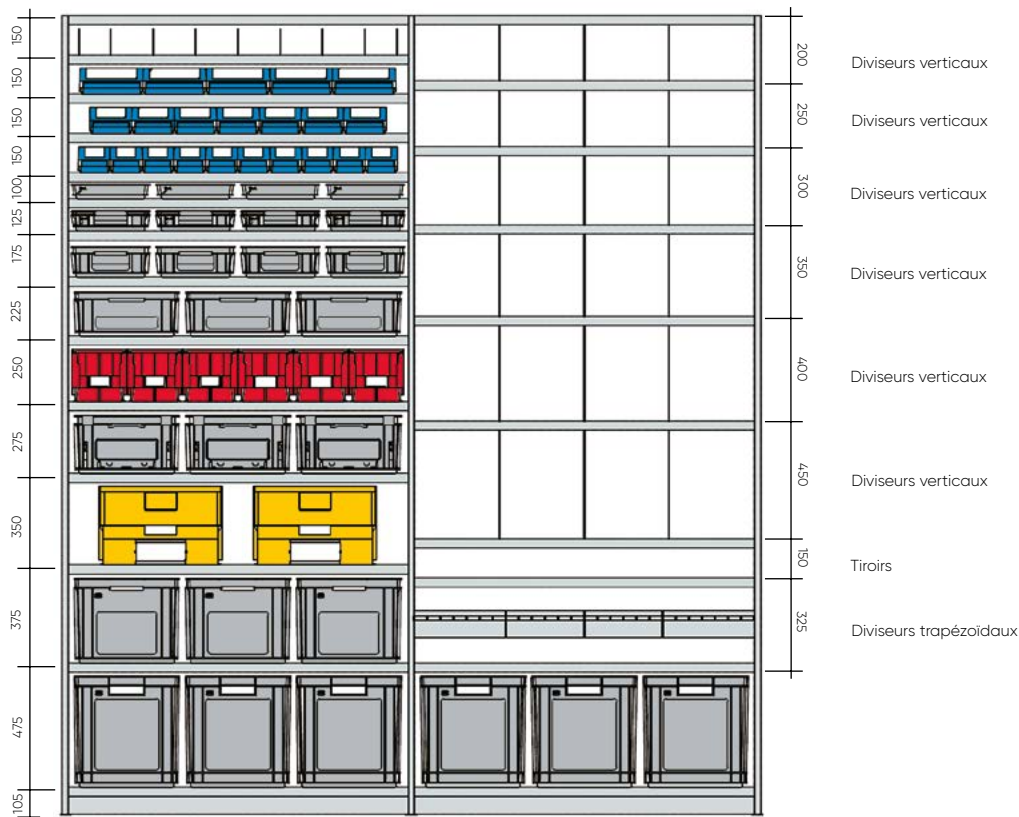 150
150
150
150
100
125
175
225
250
275
350
375
475
105
200
250
300
350
400
450
150
325
Diviseurs verticaux
Diviseurs verticaux
Diviseurs verticaux
Diviseurs verticaux
Diviseurs verticaux
Diviseurs verticaux
Tiroirs
Diviseurs trapézoïdaux